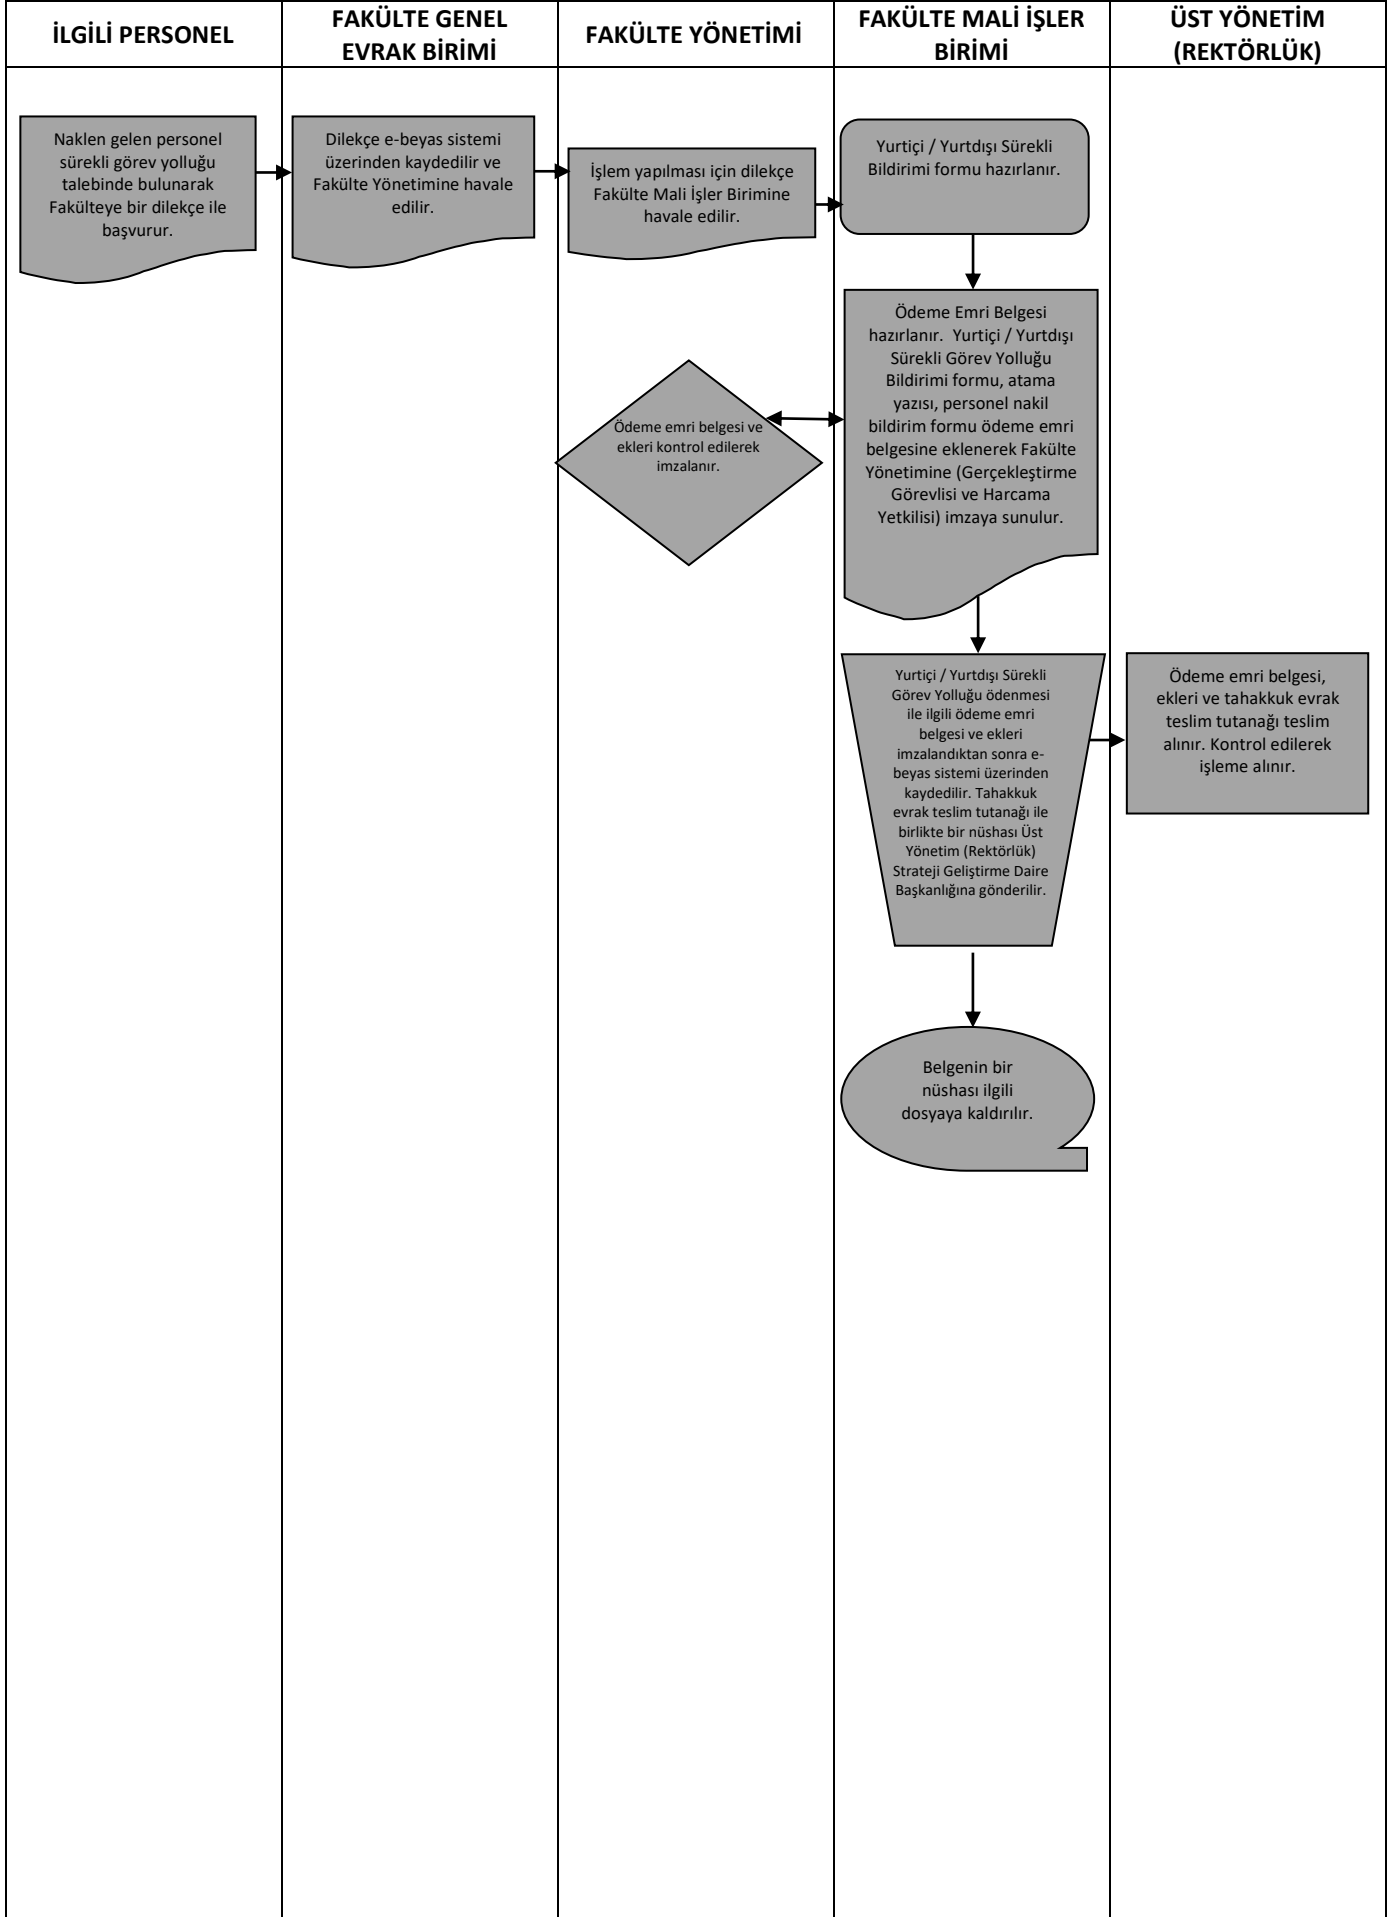 İLGİLİ PERSONEL
FAKÜLTE GENEL
EVRAK BİRİMİ
FAKÜLTE YÖNETİMİ
FAKÜLTE MALİ İŞLER
BİRİMİ
ÜST YÖNETİM
(REKTÖRLÜK)
Naklen gelen personel
sürekli görev yolluğu
talebinde bulunarak
Fakülteye bir dilekçe ile
başvurur.
Dilekçe e-beyas sistemi
üzerinden kaydedilir ve
Fakülte Yönetimine havale
edilir.
İşlem yapılması için dilekçe
Fakülte Mali İşler Birimine
havale edilir.
Yurtiçi / Yurtdışı Sürekli
Bildirimi formu hazırlanır.
Ödeme Emri Belgesi
hazırlanır.  Yurtiçi / Yurtdışı
Sürekli Görev Yolluğu
Bildirimi formu, atama
yazısı, personel nakil
bildirim formu ödeme emri
belgesine eklenerek Fakülte
Yönetimine (Gerçekleştirme
Görevlisi ve Harcama
Yetkilisi) imzaya sunulur.
Ödeme emri belgesi ve
ekleri kontrol edilerek
imzalanır.
Yurtiçi / Yurtdışı Sürekli
Görev Yolluğu ödenmesi
ile ilgili ödeme emri
belgesi ve ekleri
imzalandıktan sonra e-
beyas sistemi üzerinden
kaydedilir. Tahakkuk
evrak teslim tutanağı ile
birlikte bir nüshası Üst
Yönetim (Rektörlük)
Strateji Geliştirme Daire
Başkanlığına gönderilir.
Ödeme emri belgesi,
ekleri ve tahakkuk evrak
teslim tutanağı teslim
alınır. Kontrol edilerek
işleme alınır.
Belgenin bir
nüshası ilgili
dosyaya kaldırılır.